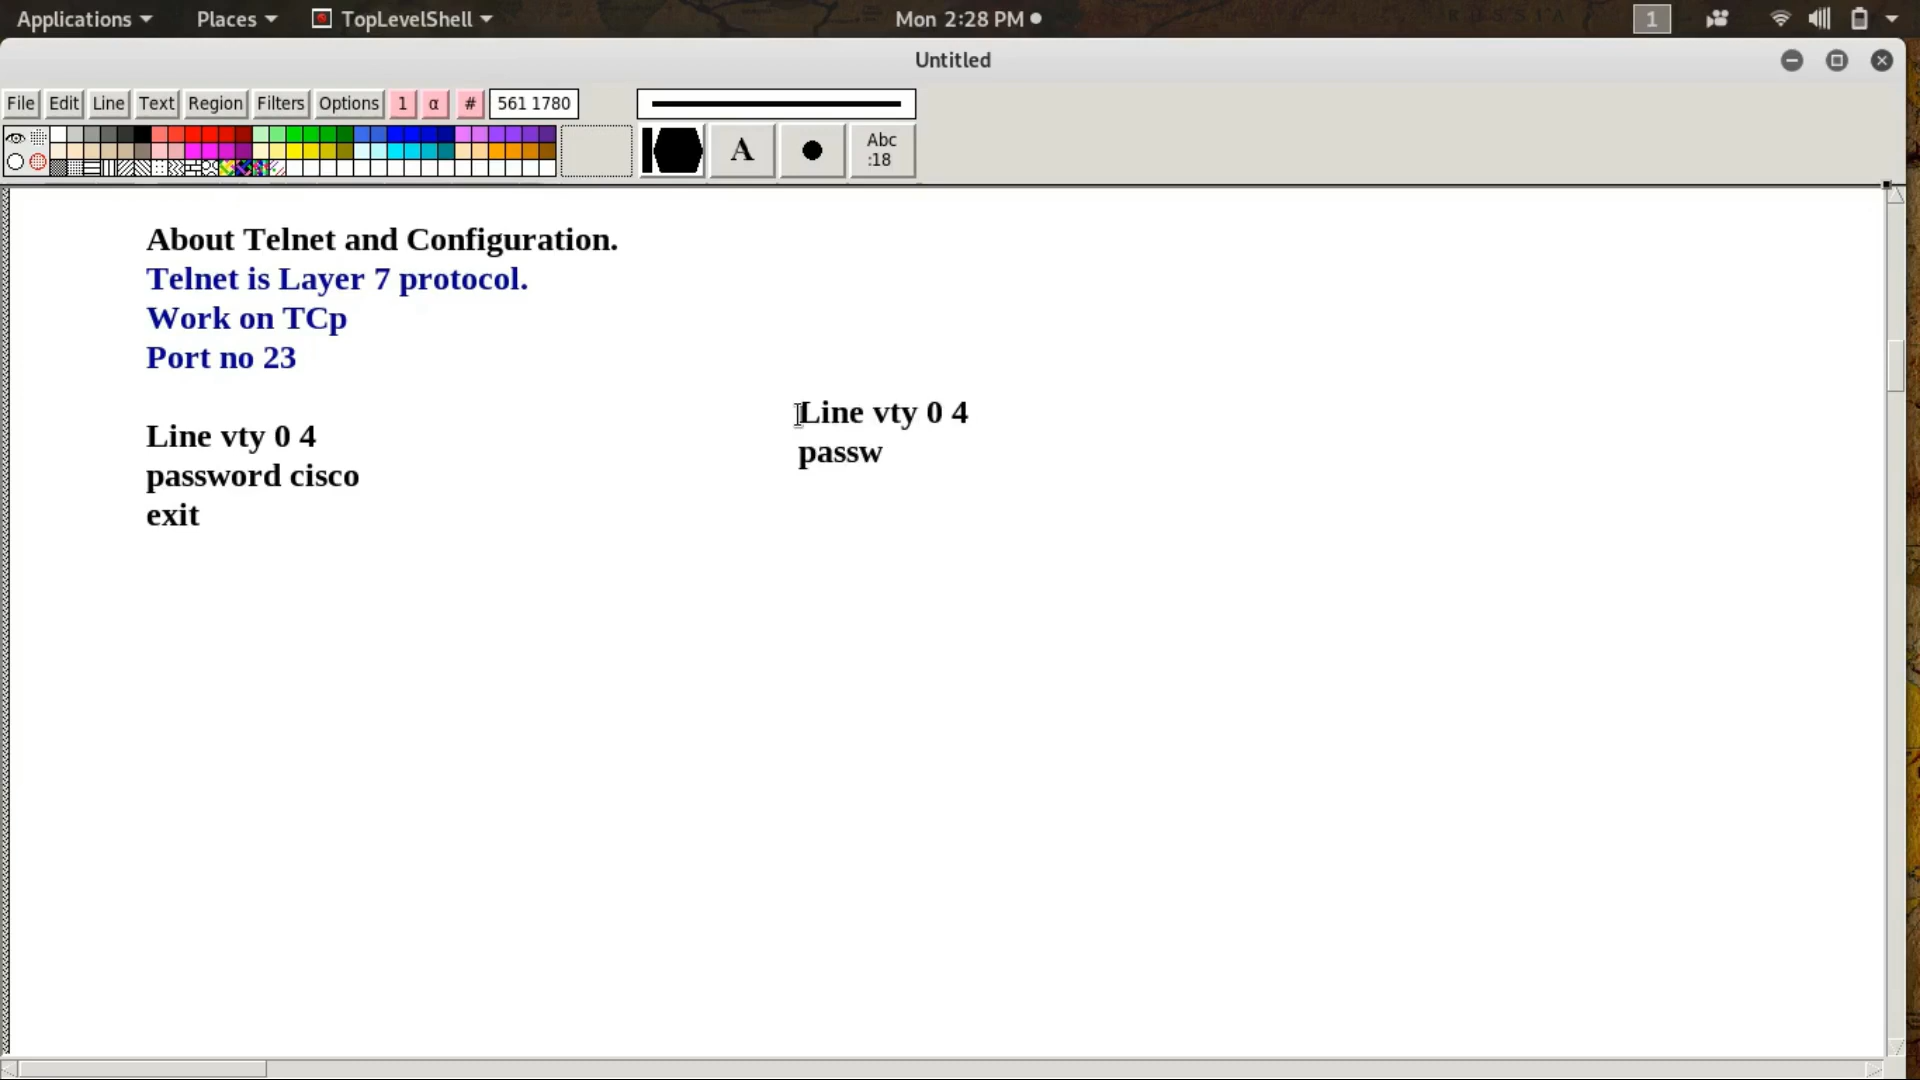 Applications Places TopLevelShell Mon 2:28 PM 1
Untitled
File Edit Line Text Region Filters Options 1 α # 561 1780
A Abc
:18
About Telnet and Configuration.
Telnet is Layer 7 protocol.
Work on TCp
Port no 23
Line vty 0 4
password cisco
exit
Line vty 0 4
passw